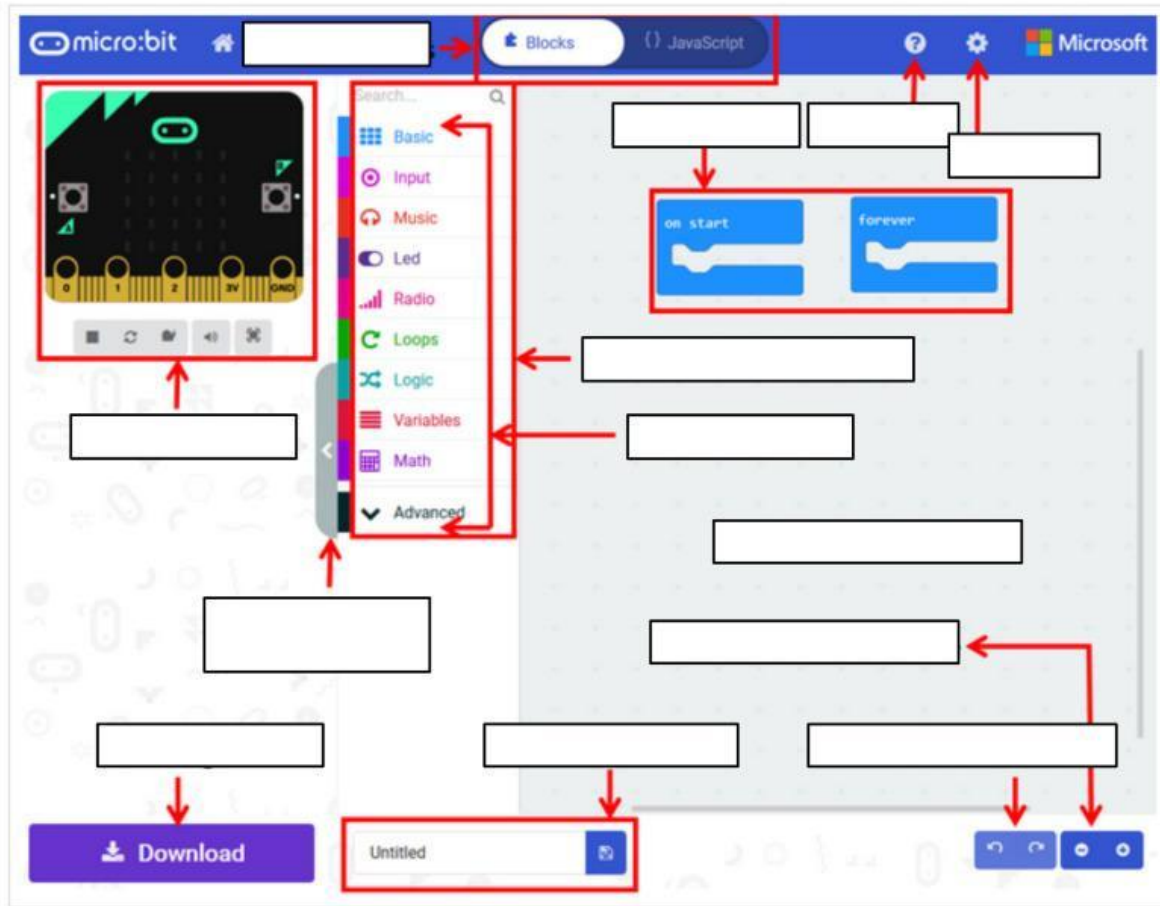 micro:bit
Blocks
{} JavaScript
Microsoft
Search...
Basic
Input
Music
Led
Radio
Loops
Logic
Variables
Math
Advanced
on start
forever
A
B
0 1 2 3V GND
Download
Untitled